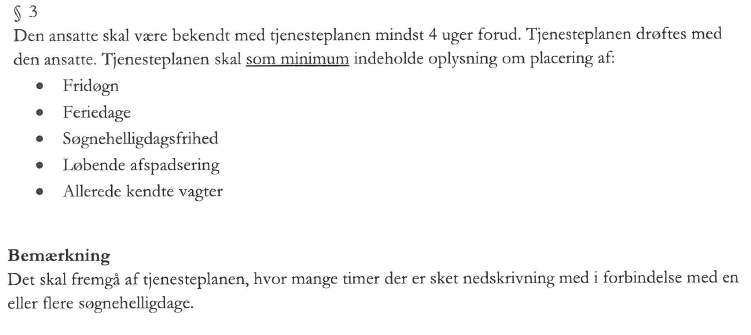 § 3
Den ansatte skal være bekendt med tjenesteplanen mindst 4 uger forud. Tjenesteplanen drøftes med
den ansatte. Tjenesteplanen skal som minimum indeholde oplysning om placering af:
• Fridøgn
• Feriedage
• Søgnehelligdagsfrihed
• Løbende afspadsering
• Allerede kendte vagter
Bemærkning
Det skal fremgå af tjenesteplanen, hvor mange timer der er sket nedskrivning med i forbindelse med en
eller flere søgnehelligdage.